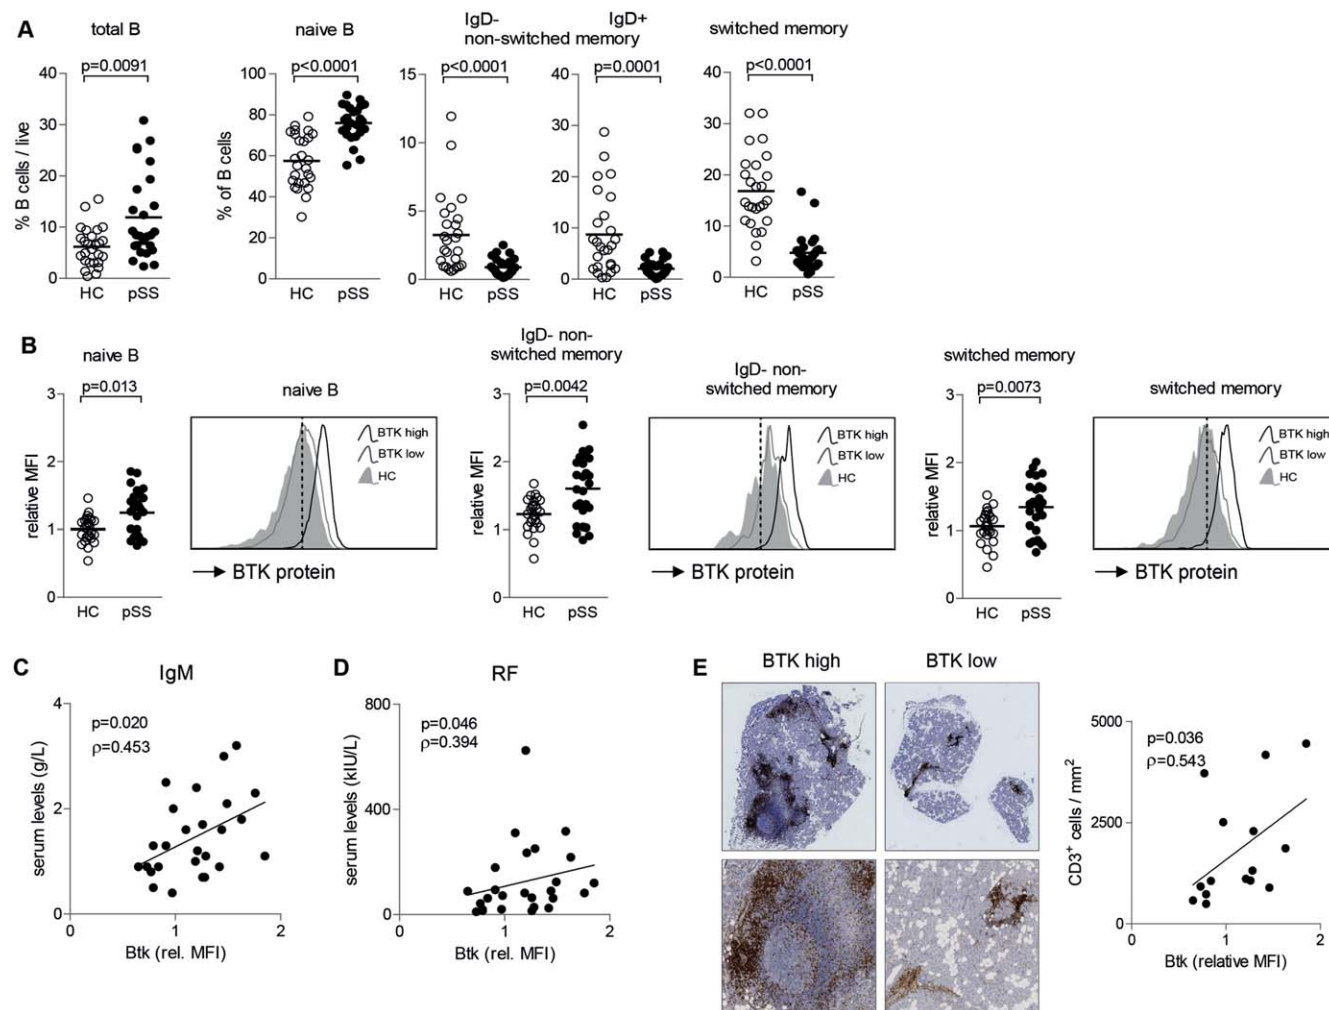 A
total B
naive B
IgD-
IgD+
non-switched memory
switched memory
p=0.0091
p<0.0001
p<0.0001
p=0.0001
p<0.0001
% B cells / live
40
30
20
10
0
HC
pSS
% of B cells
100
80
60
40
20
0
HC
pSS
15
10
5
0
HC
pSS
40
30
20
10
0
HC
pSS
40
30
20
10
0
HC
pSS
B
naive B
p=0.013
relative MFI
3
2
1
0
HC
pSS
naive B
BTK high
BTK low
HC
BTK protein
IgD- non-
switched memory
p=0.0042
relative MFI
3
2
1
0
HC
pSS
IgD- non-
switched memory
BTK high
BTK low
HC
BTK protein
switched memory
p=0.0073
relative MFI
3
2
1
0
HC
pSS
switched memory
BTK high
BTK low
HC
BTK protein
C
IgM
p=0.020
ρ=0.453
serum levels (g/L)
4
2
0
0
1
2
Btk (rel. MFI)
D
RF
p=0.046
ρ=0.394
serum levels (kIU/L)
800
400
0
0
1
2
Btk (rel. MFI)
E
BTK high
BTK low
p=0.036
ρ=0.543
CD3⁺ cells / mm²
5000
2500
0
0
1
2
Btk (relative MFI)